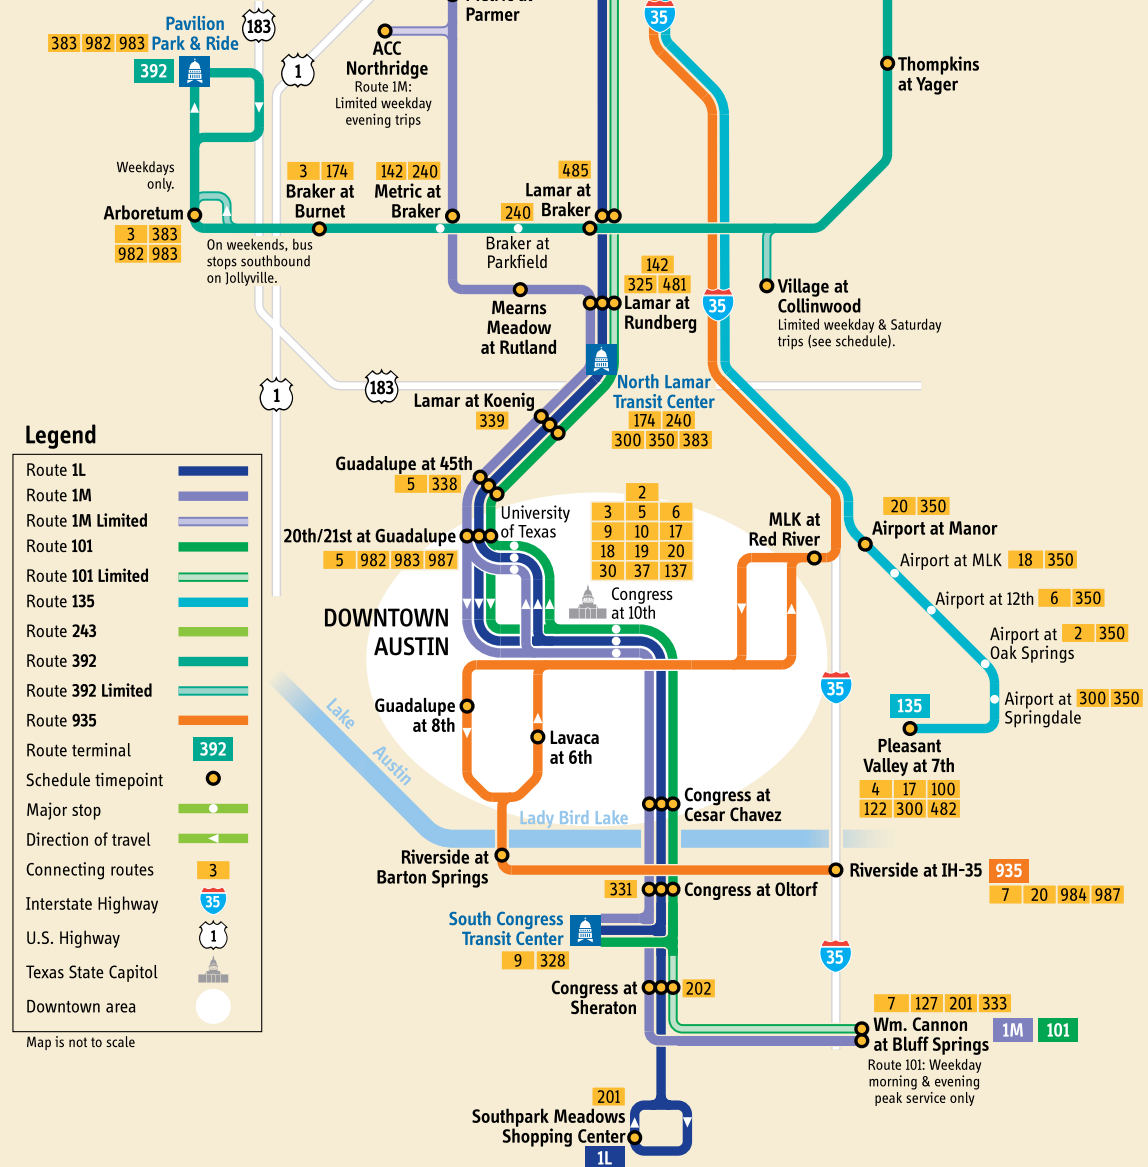 Parmer
35
Pavilion
Park & Ride
383 982 983
392
183
1
ACC
Northridge
Route 1M:
Limited weekday
evening trips
Thompkins
at Yager
Weekdays
only.
3 174
Braker at
Burnet
142 240
Metric at
Braker
485
Lamar at
Braker
240
Braker at
Parkfield
Arboretum
3 383
982 983
On weekends, bus
stops southbound
on Jollyville.
142
325 481
Lamar at
Rundberg
35
Village at
Collinwood
Limited weekday & Saturday
trips (see schedule).
Mearns
Meadow
at Rutland
1
183
North Lamar
Transit Center
174 240
300 350 383
Lamar at Koenig
339
Guadalupe at 45th
5 338
University
of Texas
20th/21st at Guadalupe
5 982 983 987
2
3 5 6
9 10 17
18 19 20
30 37 137
Congress
at 10th
DOWNTOWN
AUSTIN
MLK at
Red River
20 350
Airport at Manor
Airport at MLK 18 350
Airport at 12th 6 350
Airport at
Oak Springs
2 350
Airport at
Springdale
300 350
35
135
Pleasant
Valley at 7th
4 17 100
122 300 482
Guadalupe
at 8th
Lavaca
at 6th
Lake
Austin
Lady Bird Lake
Congress at
Cesar Chavez
Riverside at
Barton Springs
Riverside at IH-35 935
7 20 984 987
331
Congress at Oltorf
South Congress
Transit Center
9 328
35
Congress at
Sheraton
202
7 127 201 333
Wm. Cannon
at Bluff Springs
1M 101
Route 101: Weekday
morning & evening
peak service only
201
Southpark Meadows
Shopping Center
1L
Legend
Route 1L
Route 1M
Route 1M Limited
Route 101
Route 101 Limited
Route 135
Route 243
Route 392
Route 392 Limited
Route 935
Route terminal 392
Schedule timepoint
Major stop
Direction of travel
Connecting routes 3
Interstate Highway 35
U.S. Highway 1
Texas State Capitol
Downtown area
Map is not to scale